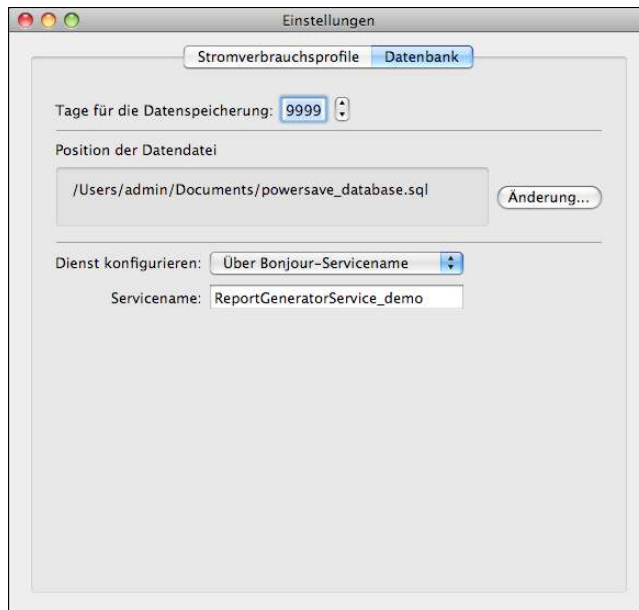 Einstellungen
Stromverbrauchsprofile Datenbank
Tage für die Datenspeicherung: 9999
Position der Datendatei
/Users/admin/Documents/powersave_database.sql
Änderung...
Dienst konfigurieren: Über Bonjour-Servicename
Servicename: ReportGeneratorService_demo